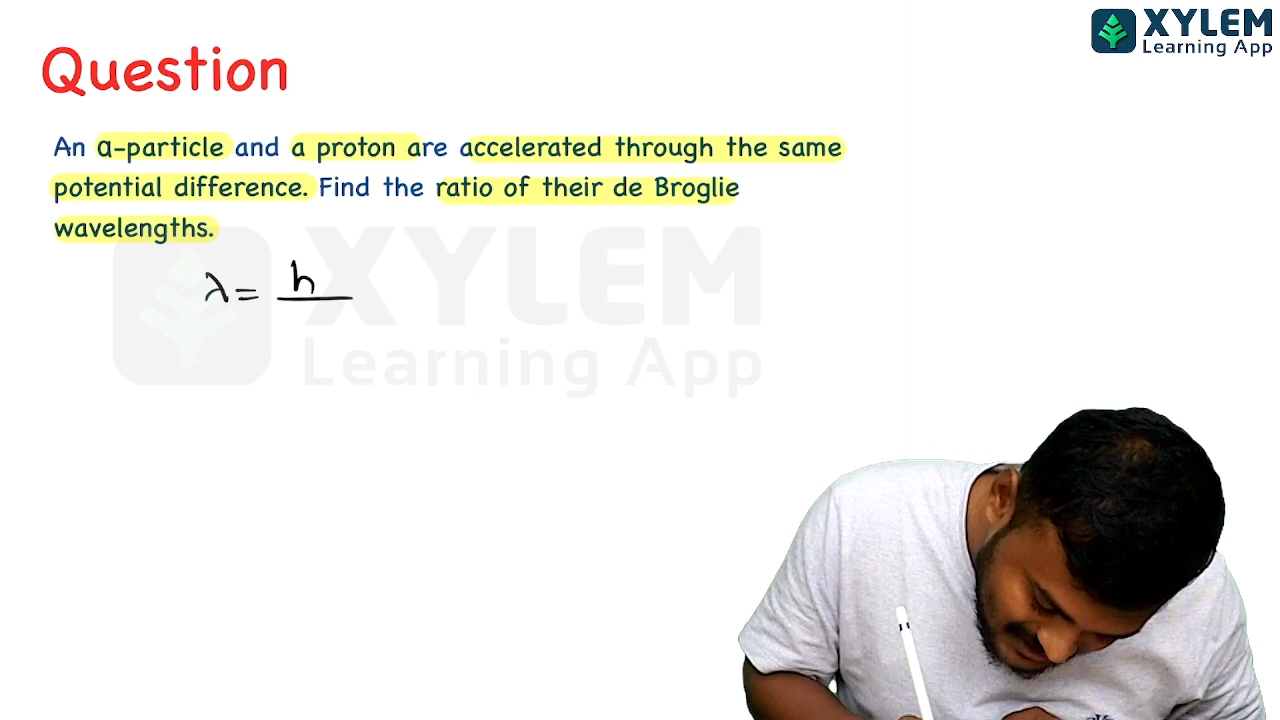 XYLEM
Learning App
Question
An α-particle and a proton are accelerated through the same
potential difference. Find the ratio of their de Broglie
wavelengths.
λ = h
XYLEM
Learning App